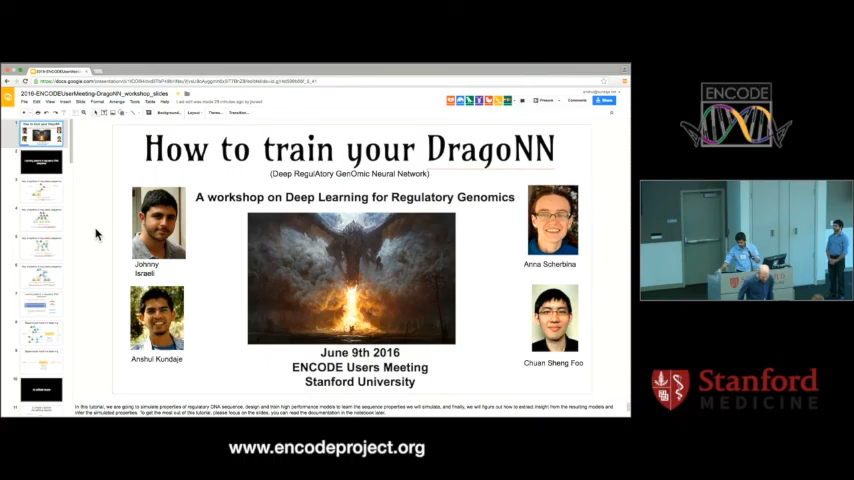 2016-ENCODEUserMeeting-DragoNN_workshop_slides
File Edit View Insert Slide Format Arrange Tools Table Help
Present
Comments
Share
Background...
Layout
Theme...
Transition...
How to train your DragoNN
(Deep RegulAtory GenOmic Neural Network)
A workshop on Deep Learning for Regulatory Genomics
Johnny
Israeli
Anna Scherbina
Anshul Kundaje
Chuan Sheng Foo
June 9th 2016
ENCODE Users Meeting
Stanford University
In this tutorial, we are going to simulate properties of regulatory DNA sequence, design and train high performance models to learn the sequence properties we will simulate, and finally, we will figure out how to extract insight from the resulting models and
infer the simulated properties. To get the most out of this tutorial, please focus on the slides, you can read the documentation in the notebook later.
ENCODE
Stanford
MEDICINE
www.encodeproject.org